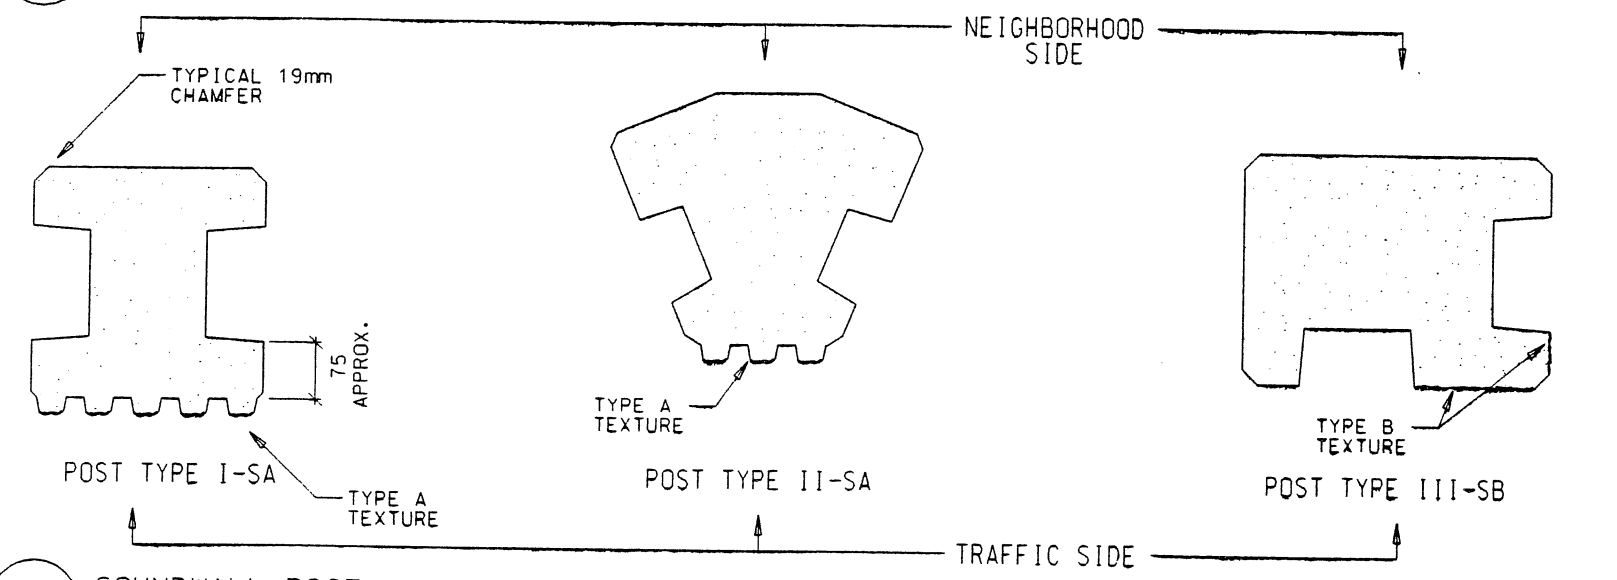 NEIGHBORHOOD
SIDE
TYPICAL 19mm
CHAMFER
75
APPROX.
TYPE A
TEXTURE
TYPE B
TEXTURE
POST TYPE I-SA
POST TYPE II-SA
POST TYPE III-SB
TYPE A
TEXTURE
TRAFFIC SIDE